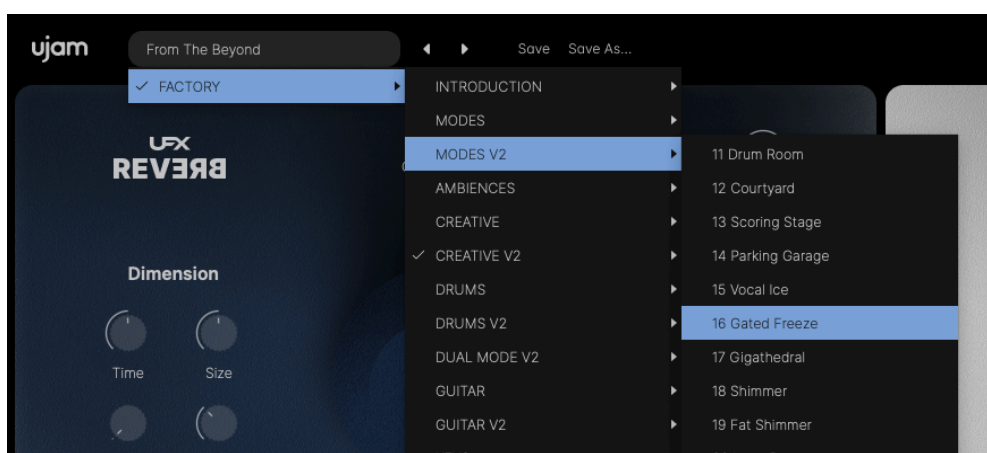 ujam
From The Beyond
Save Save As...
FACTORY
INTRODUCTION
MODES
MODES V2
AMBIENCES
CREATIVE
CREATIVE V2
DRUMS
DRUMS V2
DUAL MODE V2
GUITAR
GUITAR V2
11 Drum Room
12 Courtyard
13 Scoring Stage
14 Parking Garage
15 Vocal Ice
16 Gated Freeze
17 Gigathedral
18 Shimmer
19 Fat Shimmer
UFX
REVERB
Dimension
Time Size